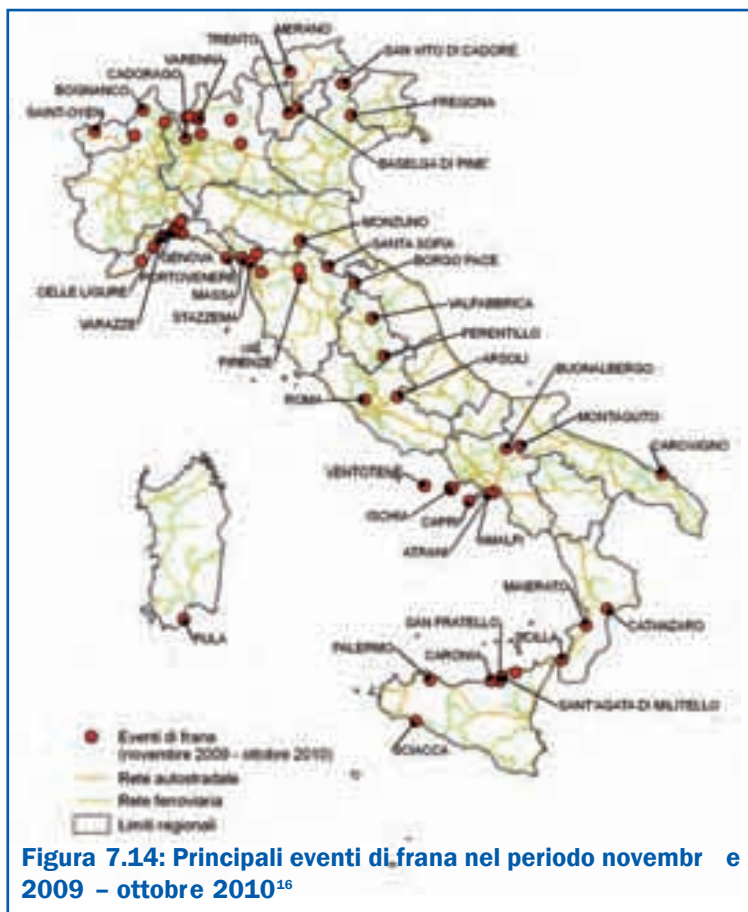 MERANO
TRENTO
SAN VITO DI CADORE
VARENNA
CADORAGO
BOGNANCO
FREGONA
SAINT-OYEN
BASELGA DI PINE'
MONZUNO
SANTA SOFIA
GENOVA
BORGO PACE
PORTOVENERE
CELLE LIGURE
MASSA
VALFABBRICA
STAZZEMA
VARAZZE
FERENTILLO
FIRENZE
ARSOLI
BUONALBERGO
ROMA
MONTAGUTO
CAROVIGNO
VENTOTENE
ISCHIA
CAPRI
AMALFI
ATRANI
MAIERATO
CATANZARO
SAN FRATELLO
SCILLA
PULA
PALERMO
CARONIA
SANT'AGATA DI MILITELLO
SCIACCA
Eventi di frana
(novembre 2009 - ottobre 2010)
Rete autostradale
Rete ferroviaria
Limiti regionali
Figura 7.14: Principali eventi di frana nel periodo novembr e
2009 – ottobre 2010¹⁶